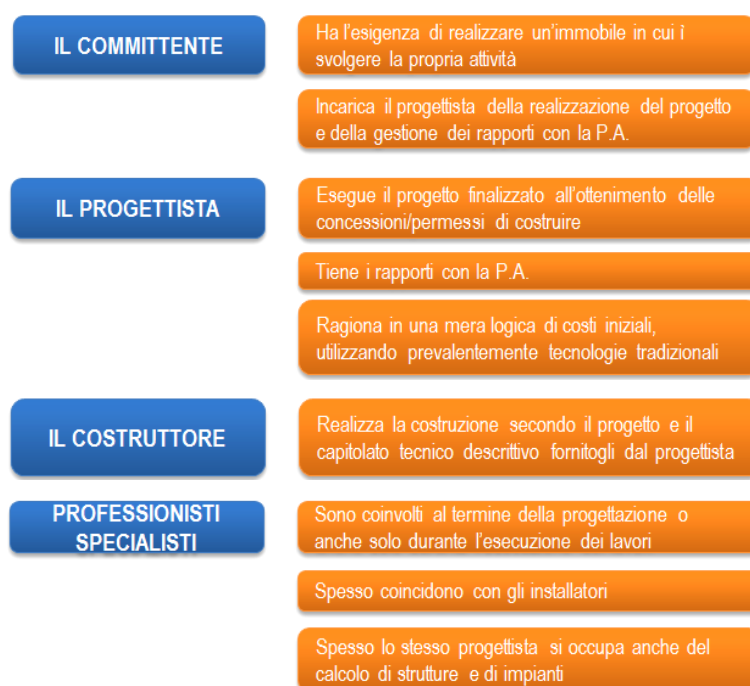 IL COMMITTENTE
Ha l'esigenza di realizzare un'immobile in cui ì
svolgere la propria attività
Incarica il progettista della realizzazione del progetto
e della gestione dei rapporti con la P.A.
IL PROGETTISTA
Esegue il progetto finalizzato all'ottenimento delle
concessioni/permessi di costruire
Tiene i rapporti con la P.A.
Ragiona in una mera logica di costi iniziali,
utilizzando prevalentemente tecnologie tradizionali
IL COSTRUTTORE
Realizza la costruzione secondo il progetto e il
capitolato tecnico descrittivo fornitogli dal progettista
PROFESSIONISTI
SPECIALISTI
Sono coinvolti al termine della progettazione o
anche solo durante l'esecuzione dei lavori
Spesso coincidono con gli installatori
Spesso lo stesso progettista si occupa anche del
calcolo di strutture e di impianti